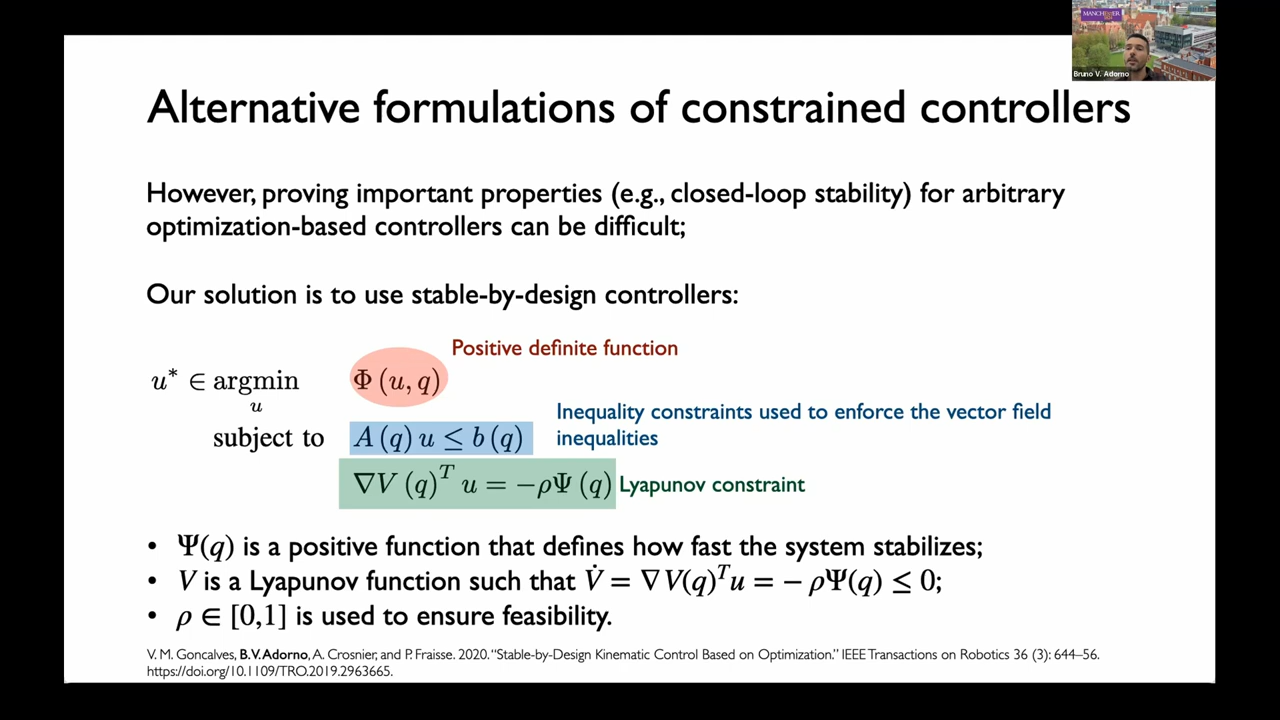 MANCHESTER
Bruno V. Adorno
Alternative formulations of constrained controllers
However, proving important properties (e.g., closed-loop stability) for arbitrary
optimization-based controllers can be difficult;
Our solution is to use stable-by-design controllers:
Positive definite function
u* ∈ argmin Φ (u, q)
u
Inequality constraints used to enforce the vector field
inequalities
subject to A (q) u ≤ b (q)
∇V (q)ᵀ u = −ρΨ (q) Lyapunov constraint
• Ψ(q) is a positive function that defines how fast the system stabilizes;
• V is a Lyapunov function such that V̇ = ∇V(q)ᵀu = − ρΨ(q) ≤ 0;
• ρ ∈ [0,1] is used to ensure feasibility.
V. M. Goncalves, B.V.Adorno, A. Crosnier, and P. Fraisse. 2020. “Stable-by-Design Kinematic Control Based on Optimization.” IEEE Transactions on Robotics 36 (3): 644–56.
https://doi.org/10.1109/TRO.2019.2963665.